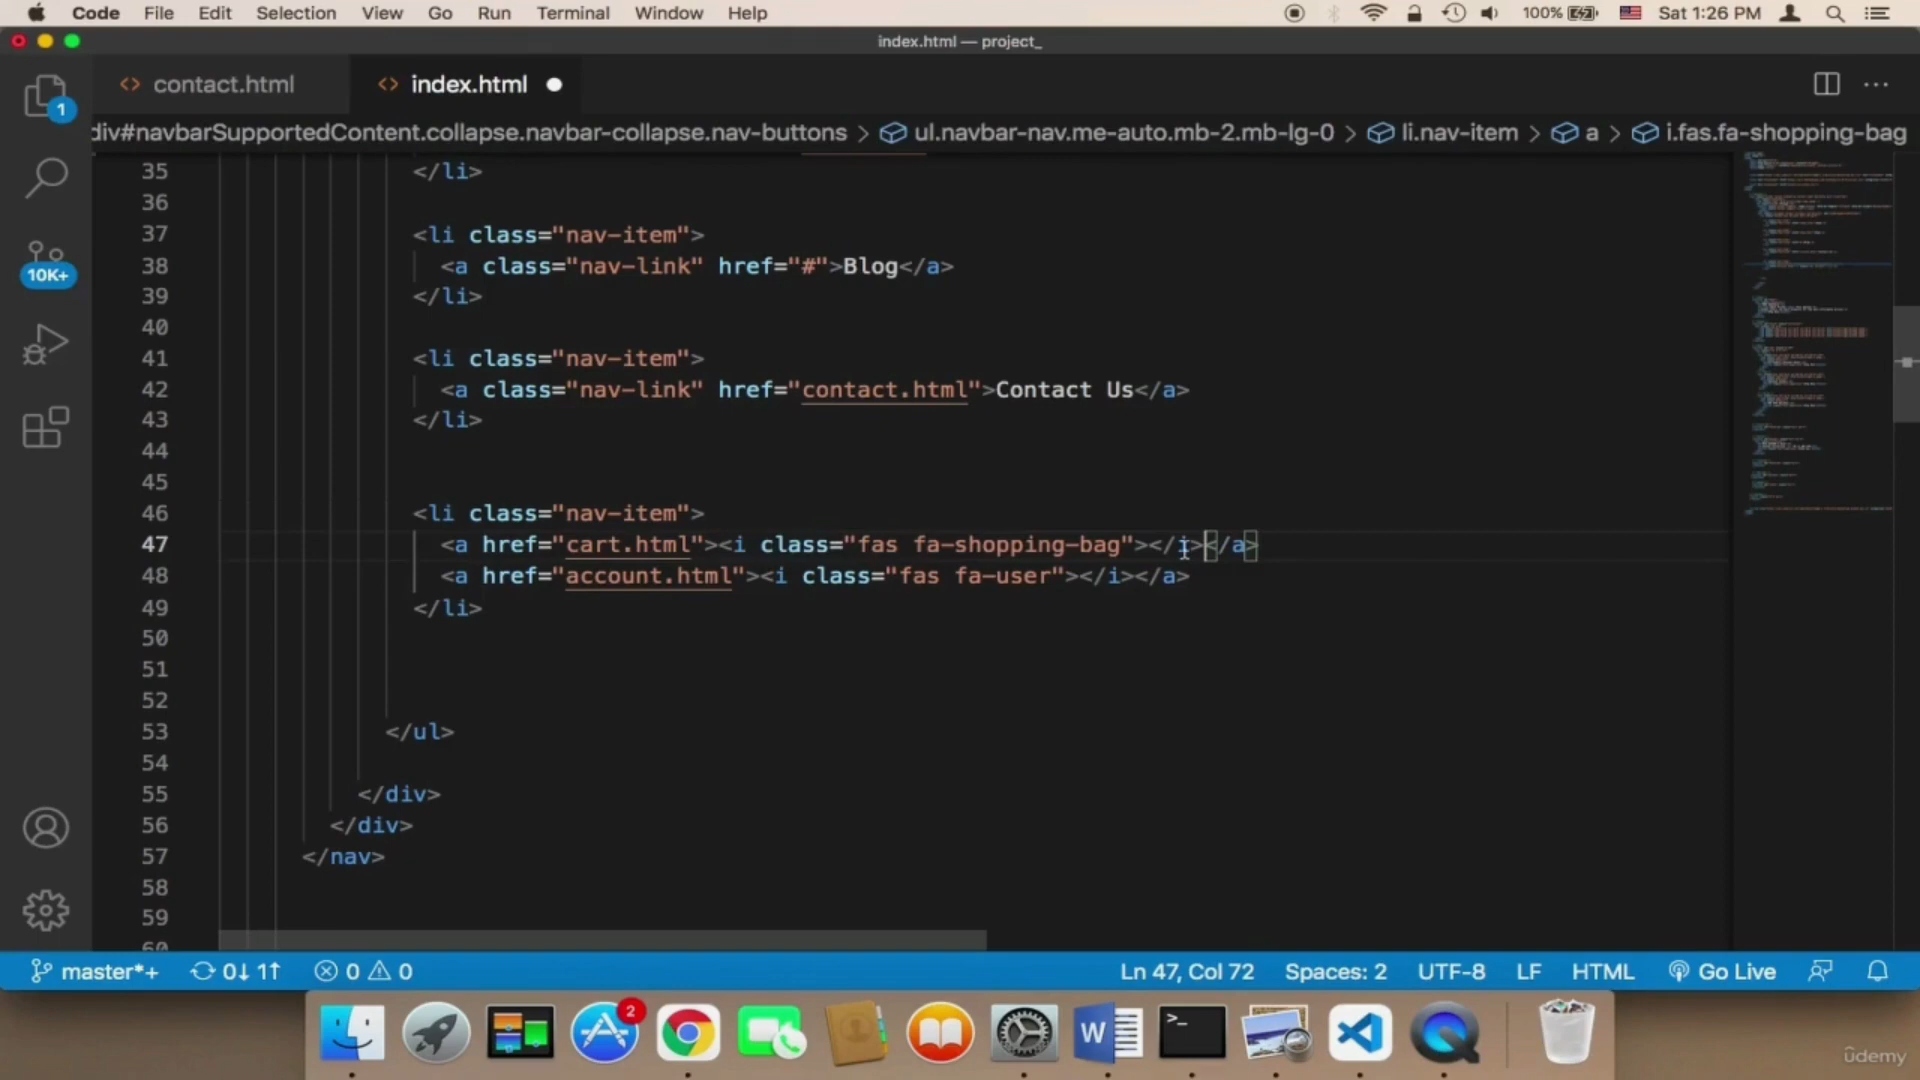 Code File Edit Selection View Go Run Terminal Window Help 100% Sat 1:26 PM
index.html — project_
<> contact.html <> index.html ...
1
div#navbarSupportedContent.collapse.navbar-collapse.nav-buttons > ul.navbar-nav.me-auto.mb-2.mb-lg-0 > li.nav-item > a > i.fas.fa-shopping-bag
10K+
35 </li>
36
37 <li class="nav-item">
38 <a class="nav-link" href="#">Blog</a>
39 </li>
40
41 <li class="nav-item">
42 <a class="nav-link" href="contact.html">Contact Us</a>
43 </li>
44
45
46 <li class="nav-item">
47 <a href="cart.html"><i class="fas fa-shopping-bag"></i></a>
48 <a href="account.html"><i class="fas fa-user"></i></a>
49 </li>
50
51
52
53 </ul>
54
55 </div>
56 </div>
57 </nav>
58
59
60
master*+ 0↓ 1↑ 0 0 Ln 47, Col 72 Spaces: 2 UTF-8 LF HTML Go Live
2
W
>_
ûdemy